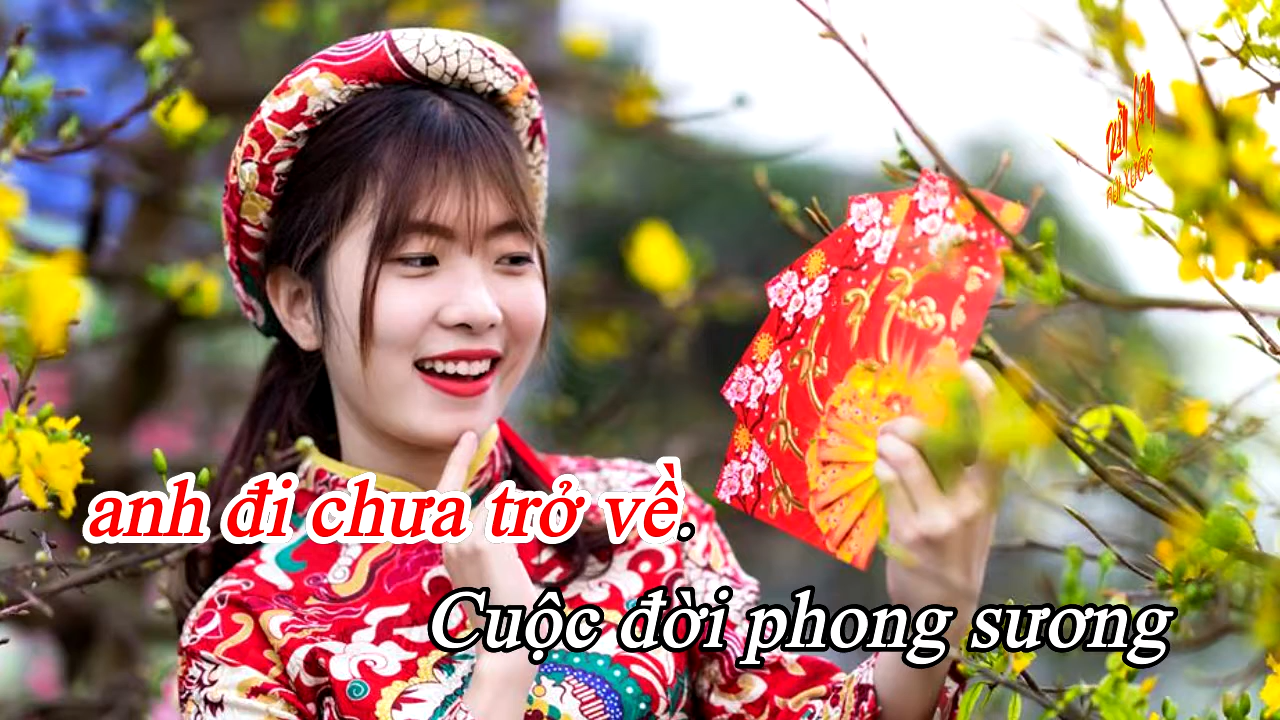 anh đi chưa trở về.
Cuộc đời phong sương